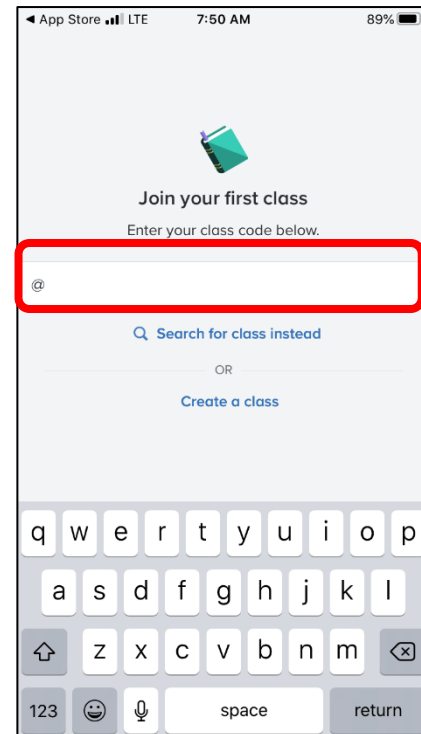 ◀ App Store LTE 7:50 AM 89%
Join your first class
Enter your class code below.
@
Search for class instead
OR
Create a class
q w e r t y u i o p
a s d f g h j k l
z x c v b n m
123 space return